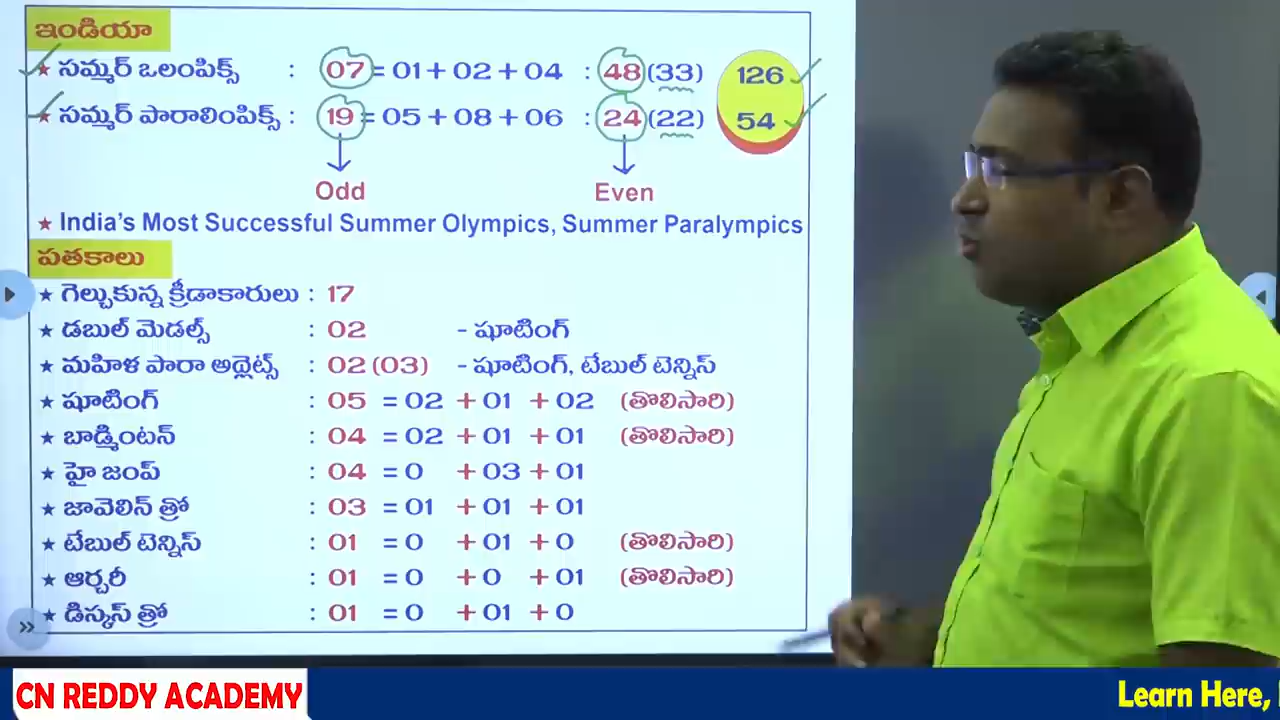 ఇండియా
★ సమ్మర్ ఒలంపిక్స్ : 07 = 01 + 02 + 04 : 48 (33) 126
★ సమ్మర్ పారాలింపిక్స్ : 19 = 05 + 08 + 06 : 24 (22) 54
Odd Even
★ India's Most Successful Summer Olympics, Summer Paralympics
పతకాలు
★ గెల్చుకున్న క్రీడాకారులు : 17
★ డబుల్ మెడల్స్ : 02 - షూటింగ్
★ మహిళ పారా అథ్లెట్స్ : 02 (03) - షూటింగ్, టేబుల్ టెన్నిస్
★ షూటింగ్ : 05 = 02 + 01 + 02 (తొలిసారి)
★ బాడ్మింటన్ : 04 = 02 + 01 + 01 (తొలిసారి)
★ హై జంప్ : 04 = 0 + 03 + 01
★ జావెలిన్ త్రో : 03 = 01 + 01 + 01
★ టేబుల్ టెన్నిస్ : 01 = 0 + 01 + 0 (తొలిసారి)
★ ఆర్చరీ : 01 = 0 + 0 + 01 (తొలిసారి)
★ డిస్కస్ త్రో : 01 = 0 + 01 + 0
CN REDDY ACADEMY
Learn Here,